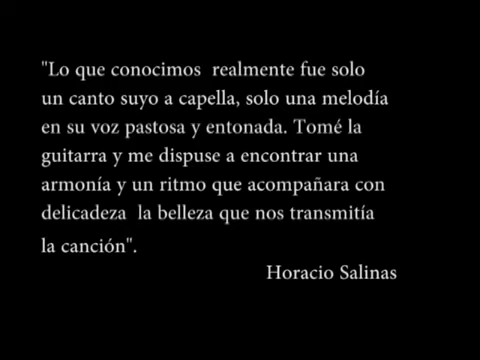 "Lo que conocimos  realmente fue solo
un canto suyo a capella, solo una melodía
en su voz pastosa y entonada. Tomé la
guitarra y me dispuse a encontrar una
armonía y un ritmo que acompañara con
delicadeza  la belleza que nos transmitía
la canción".
Horacio Salinas